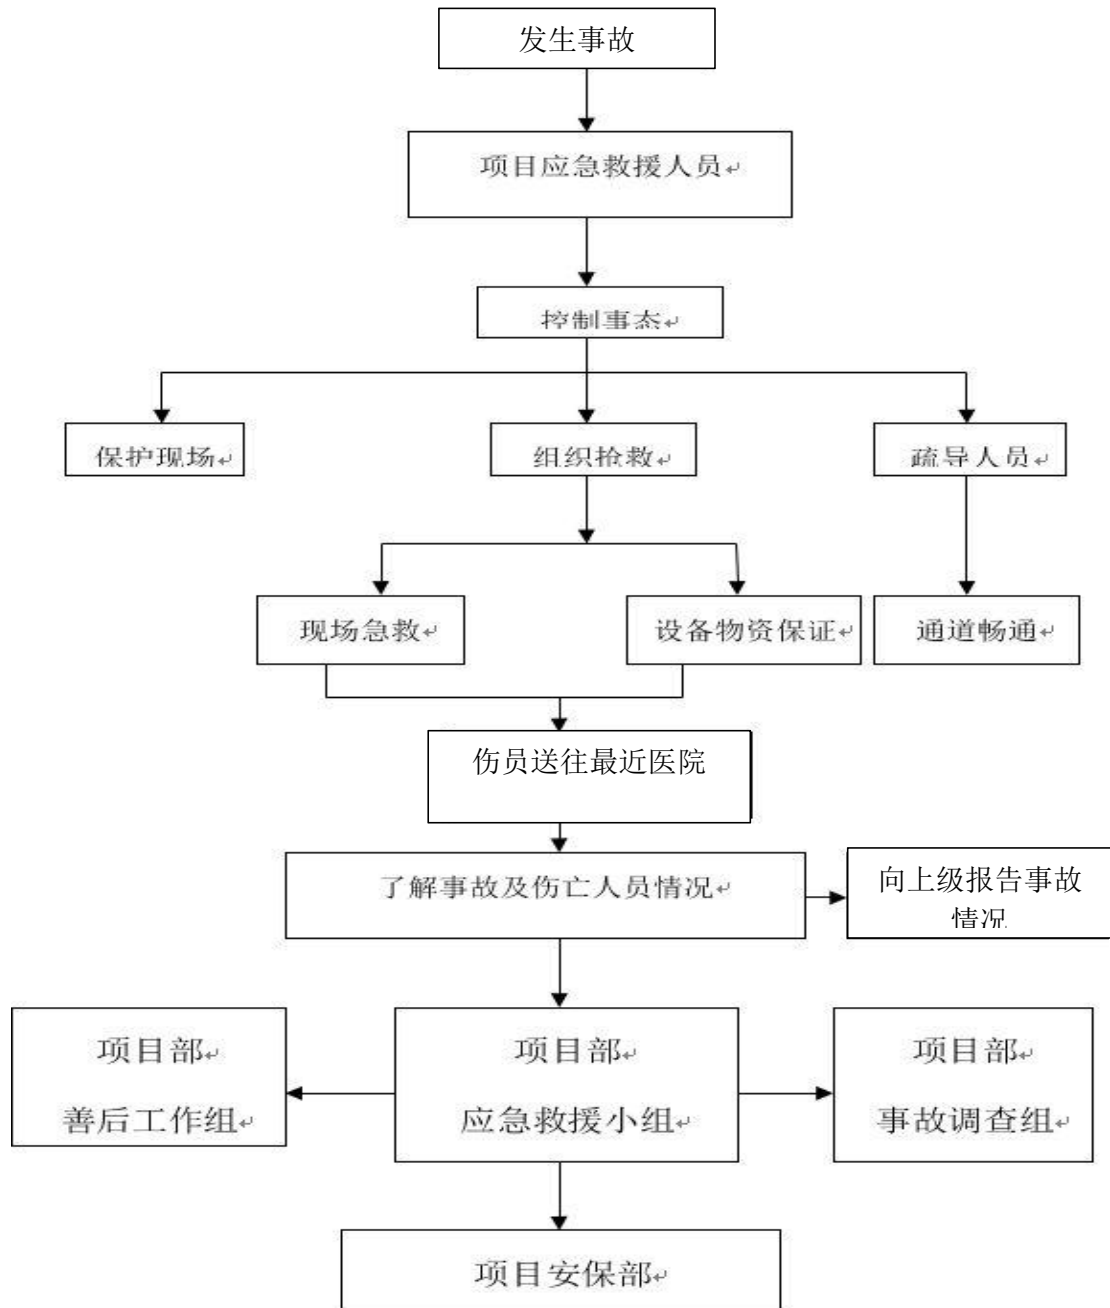 发生事故
项目应急救援人员
控制事态
保护现场
组织抢救
疏导人员
现场急救
设备物资保证
通道畅通
伤员送往最近医院
了解事故及伤亡人员情况
向上级报告事故
情况
项目部
善后工作组
项目部
应急救援小组
项目部
事故调查组
项目安保部